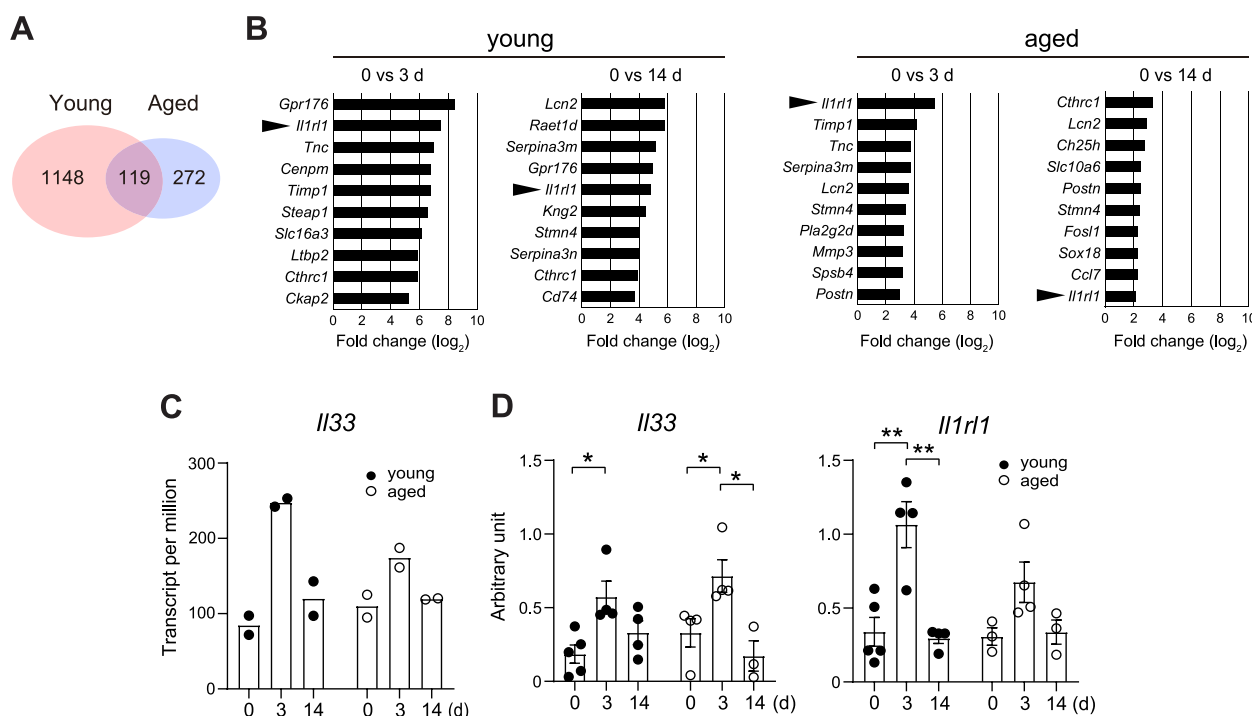 A
Young Aged
1148 119 272
B
young
0 vs 3 d
Gpr176
Il1rl1
Tnc
Cenpm
Timp1
Steap1
Slc16a3
Ltbp2
Cthrc1
Ckap2
0 2 4 6 8 10
Fold change (log2)
0 vs 14 d
Lcn2
Raet1d
Serpina3m
Gpr176
Il1rl1
Kng2
Stmn4
Serpina3n
Cthrc1
Cd74
0 2 4 6 8 10
Fold change (log2)
aged
0 vs 3 d
Il1rl1
Timp1
Tnc
Serpina3m
Lcn2
Stmn4
Pla2g2d
Mmp3
Spsb4
Postn
0 2 4 6 8 10
Fold change (log2)
0 vs 14 d
Cthrc1
Lcn2
Ch25h
Slc10a6
Postn
Stmn4
Fosl1
Sox18
Ccl7
Il1rl1
0 2 4 6 8 10
Fold change (log2)
C
Il33
young
aged
Transcript per million
300
200
100
0
0 3 14 0 3 14 (d)
D
Il33
* * *
Arbitrary unit
1.5
1.0
0.5
0
0 3 14 0 3 14 (d)
Il1rl1
** **
young
aged
1.5
1.0
0.5
0
0 3 14 0 3 14 (d)